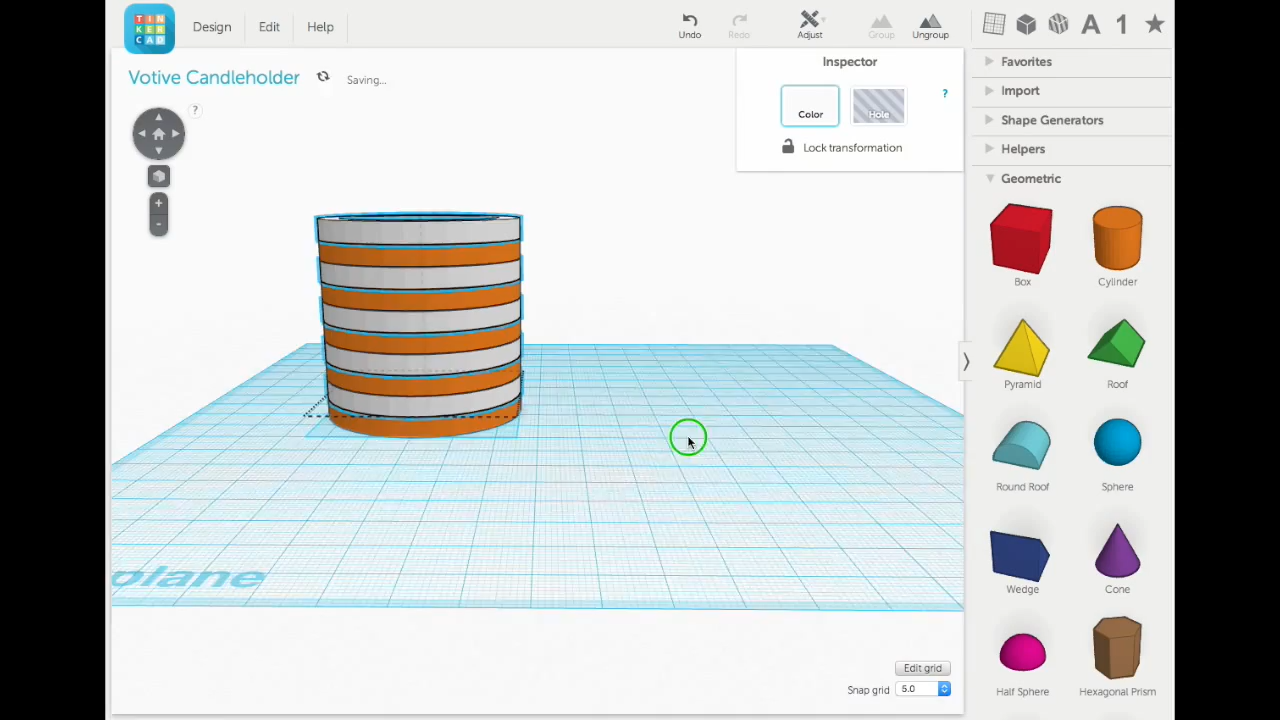 TIN
KER
CAD
Design
Edit
Help
Undo
Redo
Adjust
Group
Ungroup
A
1
Votive Candleholder
Saving...
?
+
-
Inspector
Color
Hole
?
Lock transformation
Favorites
Import
Shape Generators
Helpers
Geometric
Box
Cylinder
Pyramid
Roof
Round Roof
Sphere
Wedge
Cone
Half Sphere
Hexagonal Prism
plane
Edit grid
Snap grid 5.0